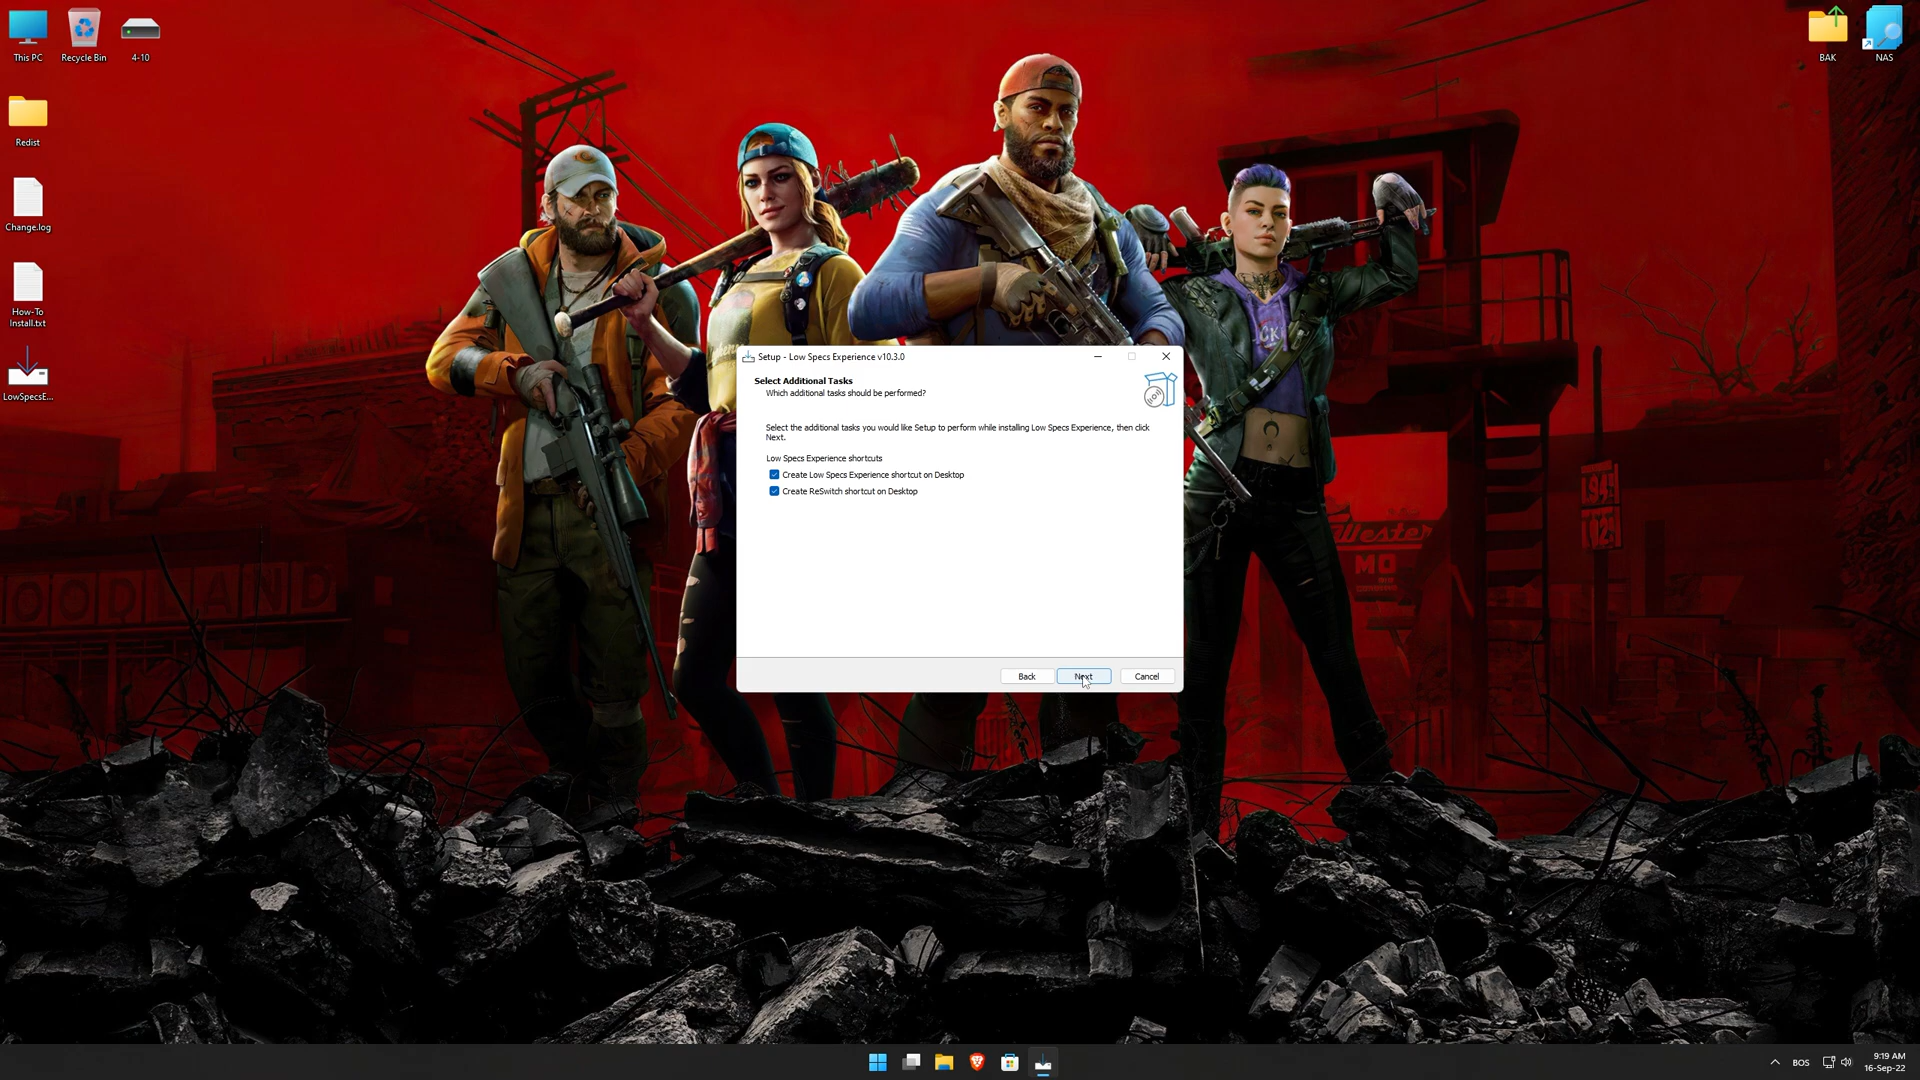 This PC
Recycle Bin
4-10
BAK
NAS
Redist
Change.log
How-To
Install.txt
LowSpecsE...
Setup - Low Specs Experience v10.3.0
Select Additional Tasks
Which additional tasks should be performed?
Select the additional tasks you would like Setup to perform while installing Low Specs Experience, then click
Next.
Low Specs Experience shortcuts
Create Low Specs Experience shortcut on Desktop
Create ReSwitch shortcut on Desktop
Back
Next
Cancel
OODLAND
MO
BOS
9:19 AM
16-Sep-22